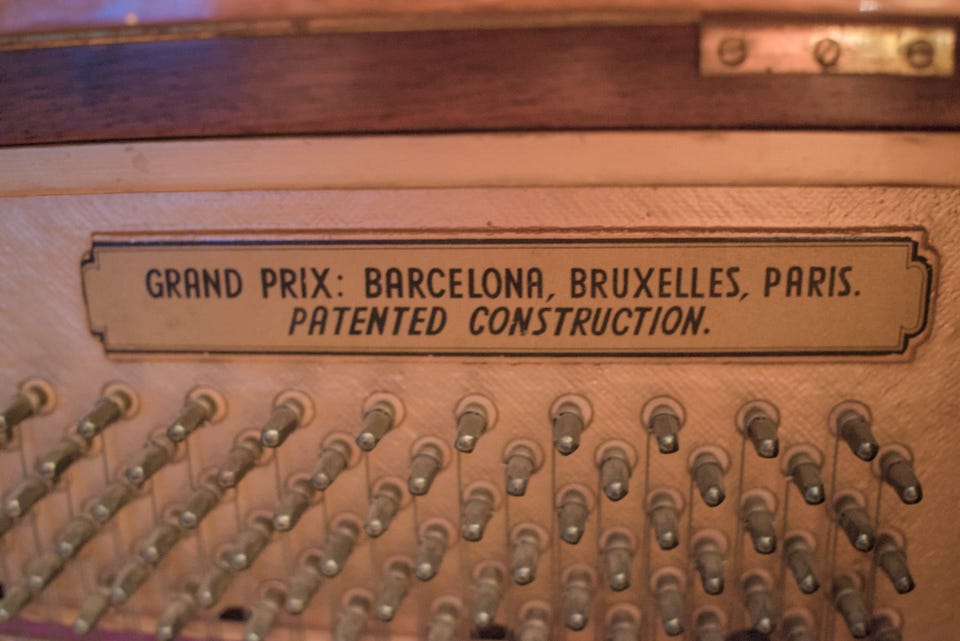 GRAND PRIX: BARCELONA, BRUXELLES, PARIS.
PATENTED CONSTRUCTION.